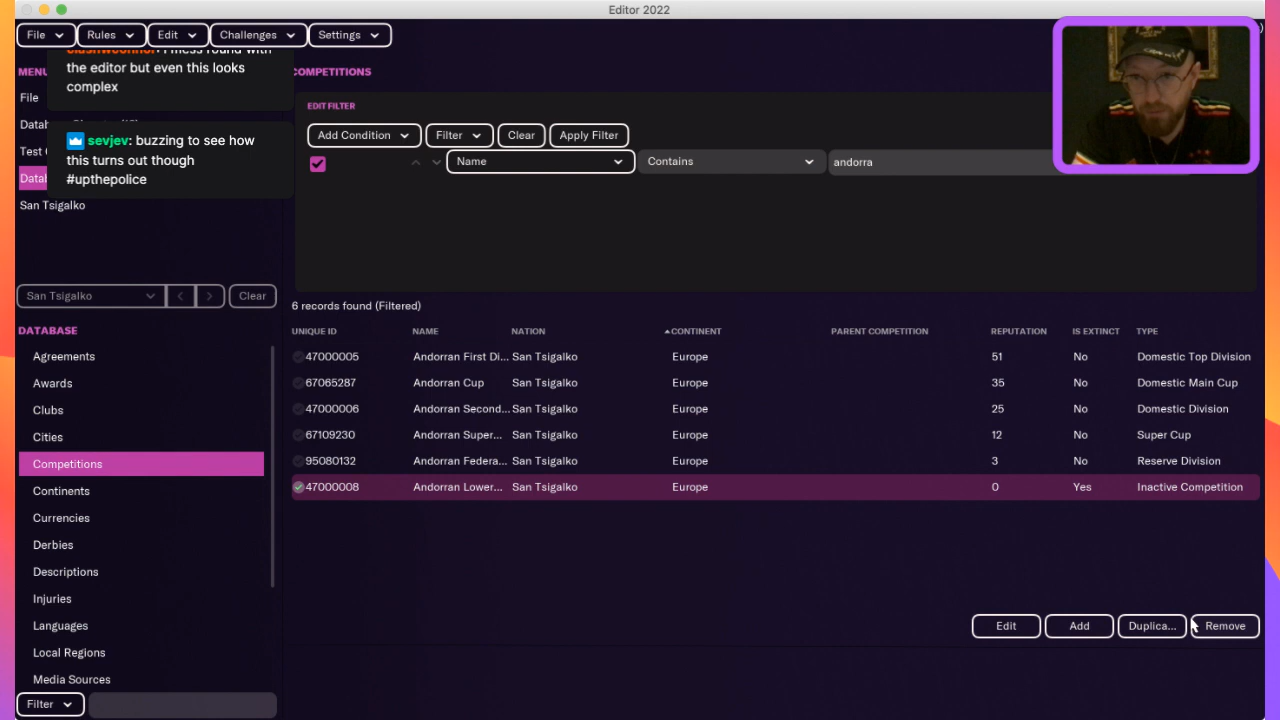 Editor 2022
File
Rules
Edit
Challenges
Settings
the editor but even this looks
complex
sevjev: buzzing to see how
this turns out though
#upthepolice
MENU
File
Test
San Tsigalko
San Tsigalko
Clear
DATABASE
Agreements
Awards
Clubs
Cities
Competitions
Continents
Currencies
Derbies
Descriptions
Injuries
Languages
Local Regions
Media Sources
Filter
COMPETITIONS
EDIT FILTER
Add Condition
Filter
Clear
Apply Filter
Name
Contains
andorra
6 records found (Filtered)
UNIQUE ID NAME NATION CONTINENT PARENT COMPETITION REPUTATION IS EXTINCT TYPE
47000005 Andorran First Di... San Tsigalko Europe 51 No Domestic Top Division
67065287 Andorran Cup San Tsigalko Europe 35 No Domestic Main Cup
47000006 Andorran Second... San Tsigalko Europe 25 No Domestic Division
67109230 Andorran Super... San Tsigalko Europe 12 No Super Cup
95080132 Andorran Federa... San Tsigalko Europe 3 No Reserve Division
47000008 Andorran Lower... San Tsigalko Europe 0 Yes Inactive Competition
Edit
Add
Duplica...
Remove